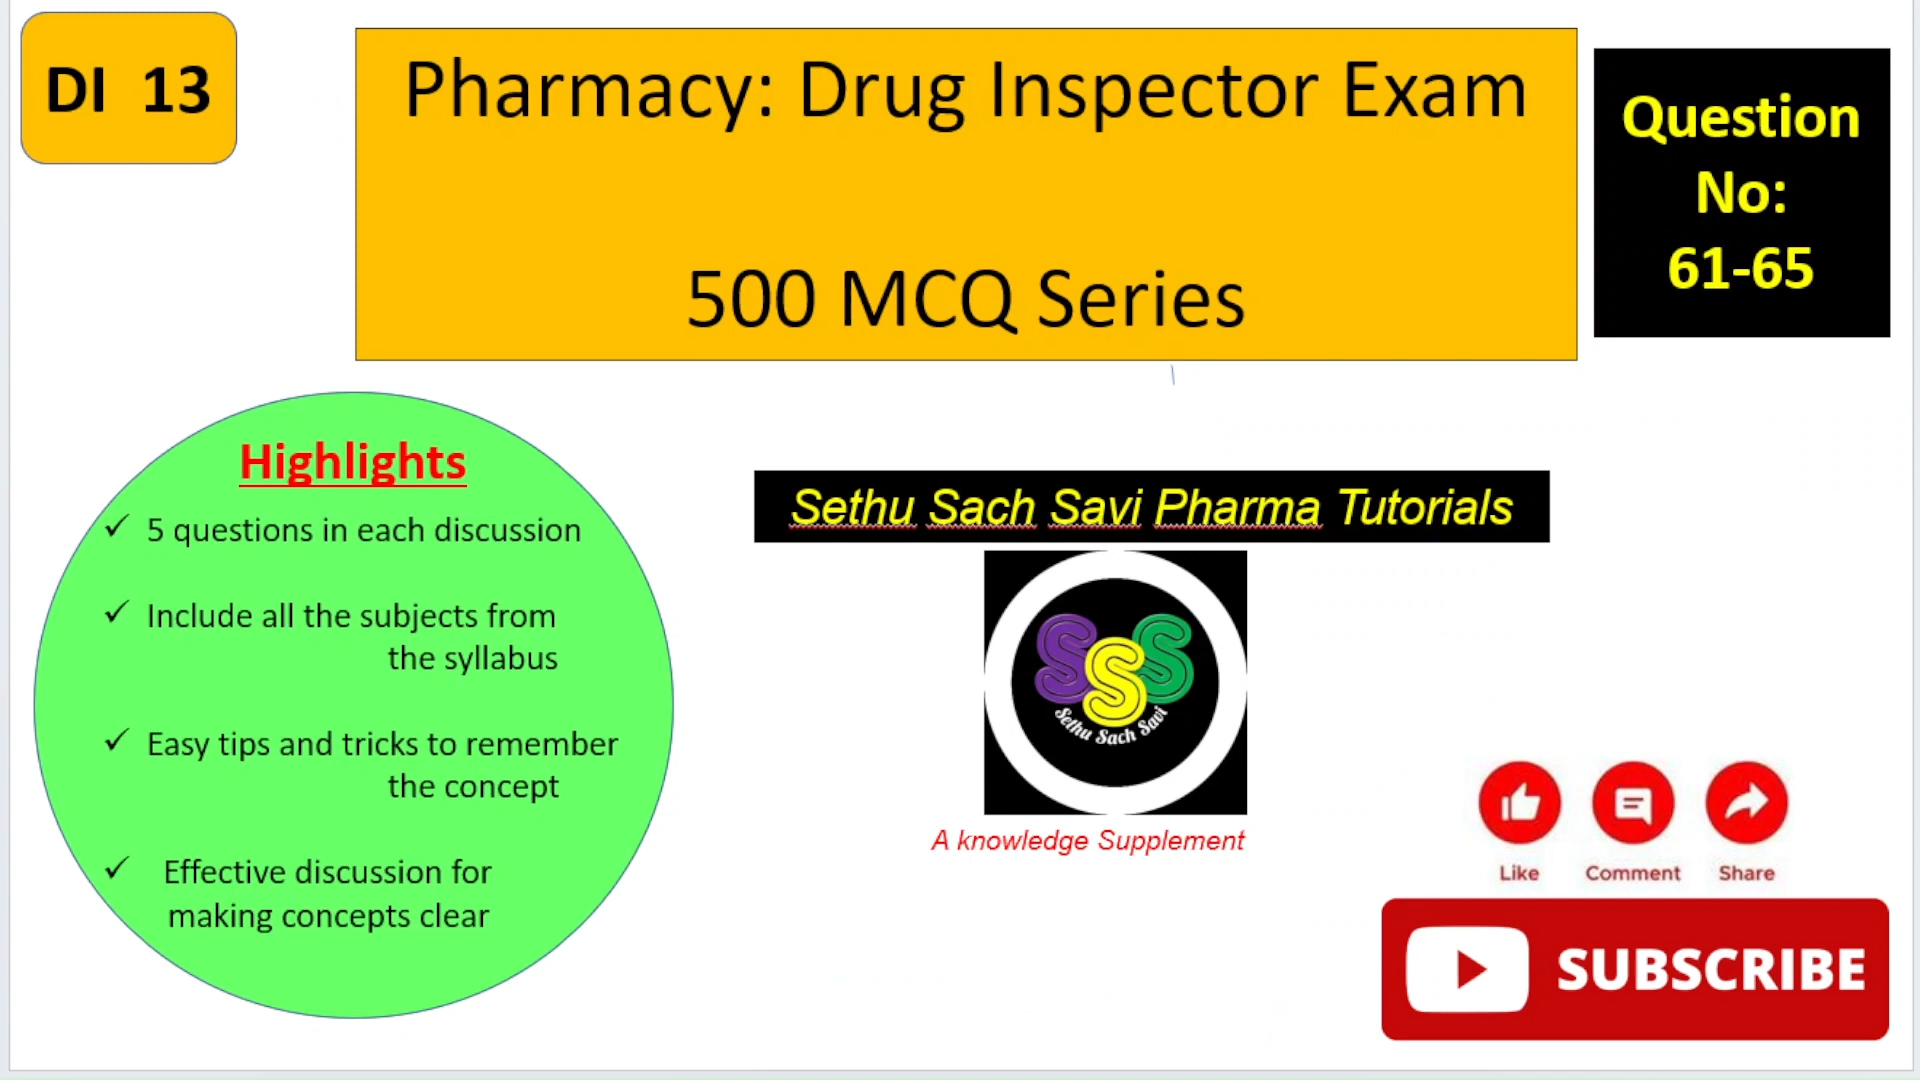 DI 13
Pharmacy: Drug Inspector Exam
500 MCQ Series
Question
No:
61-65
Highlights
✓ 5 questions in each discussion
✓ Include all the subjects from
the syllabus
✓ Easy tips and tricks to remember
the concept
✓ Effective discussion for
making concepts clear
Sethu Sach Savi Pharma Tutorials
SSS
Sethu Sach Savi
A knowledge Supplement
Like Comment Share
SUBSCRIBE